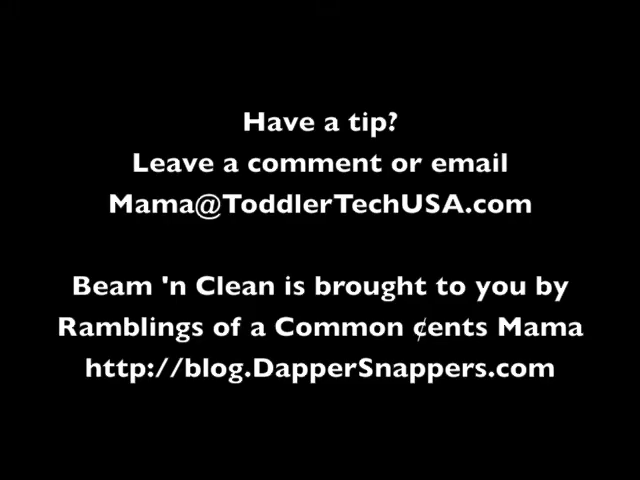 Have a tip?
Leave a comment or email
Mama@ToddlerTechUSA.com
Beam 'n Clean is brought to you by
Ramblings of a Common ¢ents Mama
http://blog.DapperSnappers.com